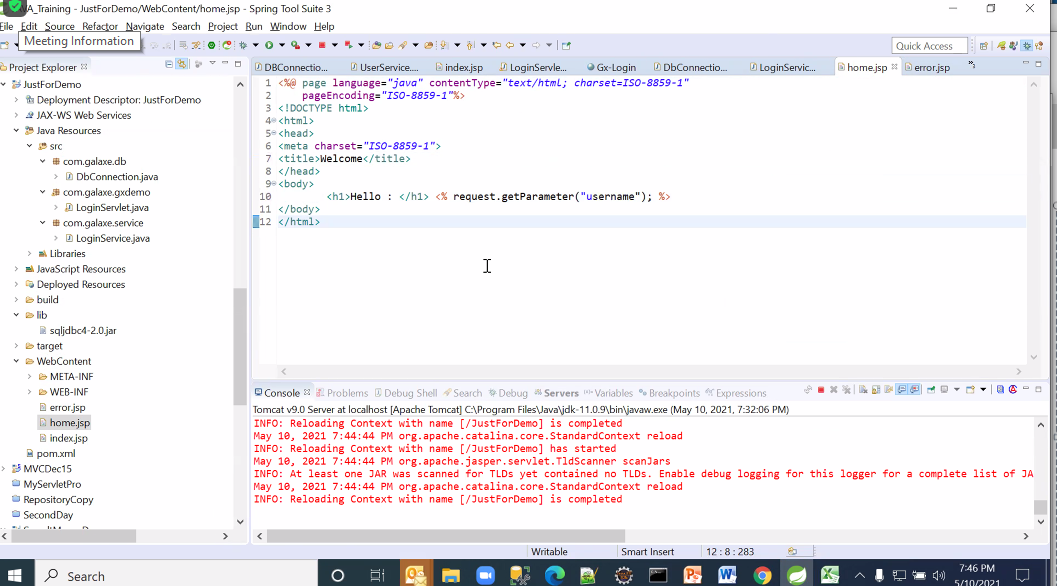 A_Training - JustForDemo/WebContent/home.jsp - Spring Tool Suite 3
File Edit Source Refactor Navigate Search Project Run Window Help
Meeting Information
Quick Access
Project Explorer
DBConnectio... UserService.... index.jsp LoginServle... Gx-Login DbConnectio... LoginServic... home.jsp error.jsp
JustForDemo
Deployment Descriptor: JustForDemo
JAX-WS Web Services
Java Resources
src
com.galaxe.db
DbConnection.java
com.galaxe.gxdemo
LoginServlet.java
com.galaxe.service
LoginService.java
Libraries
JavaScript Resources
Deployed Resources
build
lib
sqljdbc4-2.0.jar
target
WebContent
META-INF
WEB-INF
error.jsp
home.jsp
index.jsp
pom.xml
MVCDec15
MyServletPro
RepositoryCopy
SecondDay
1 <%@ page language="java" contentType="text/html; charset=ISO-8859-1"
2 pageEncoding="ISO-8859-1"%>
3 <!DOCTYPE html>
4 <html>
5 <head>
6 <meta charset="ISO-8859-1">
7 <title>Welcome</title>
8 </head>
9 <body>
10 <h1>Hello : </h1> <% request.getParameter("username"); %>
11 </body>
12 </html>
Console Problems Debug Shell Search Debug Servers Variables Breakpoints Expressions
Tomcat v9.0 Server at localhost [Apache Tomcat] C:\Program Files\Java\jdk-11.0.9\bin\javaw.exe (May 10, 2021, 7:32:06 PM)
INFO: Reloading Context with name [/JustForDemo] is completed
May 10, 2021 7:44:44 PM org.apache.catalina.core.StandardContext reload
INFO: Reloading Context with name [/JustForDemo] has started
May 10, 2021 7:44:44 PM org.apache.jasper.servlet.TldScanner scanJars
INFO: At least one JAR was scanned for TLDs yet contained no TLDs. Enable debug logging for this logger for a complete list of JA
May 10, 2021 7:44:44 PM org.apache.catalina.core.StandardContext reload
INFO: Reloading Context with name [/JustForDemo] is completed
Writable Smart Insert 12 : 8 : 283
Search
7:46 PM
5/10/2021